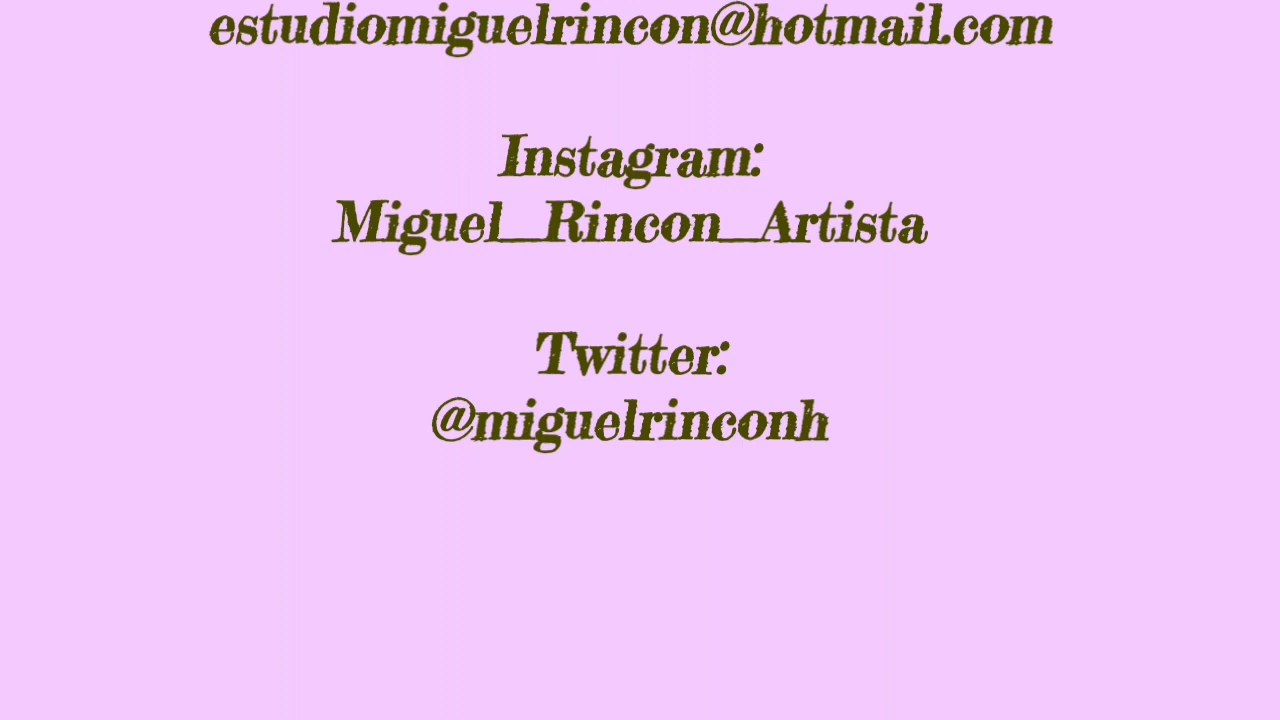 estudiomiguelrincon@hotmail.com
Instagram:
Miguel_Rincon_Artista
Twitter:
@miguelrinconh